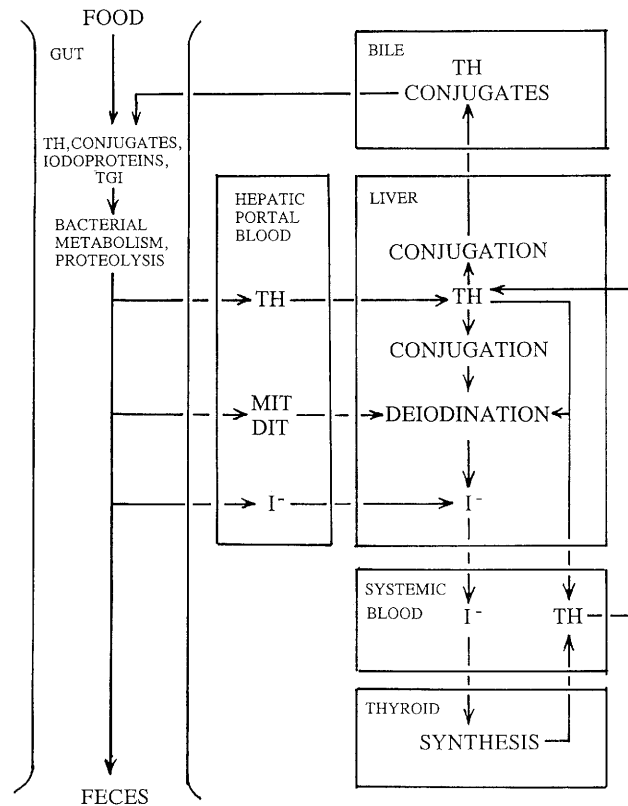 FOOD
GUT
TH,CONJUGATES,
IODOPROTEINS,
TGI
BACTERIAL
METABOLISM,
PROTEOLYSIS
FECES
HEPATIC
PORTAL
BLOOD
TH
MIT
DIT
I⁻
BILE
TH
CONJUGATES
LIVER
CONJUGATION
TH
CONJUGATION
DEIODINATION
I⁻
SYSTEMIC
BLOOD
I⁻
TH
THYROID
SYNTHESIS